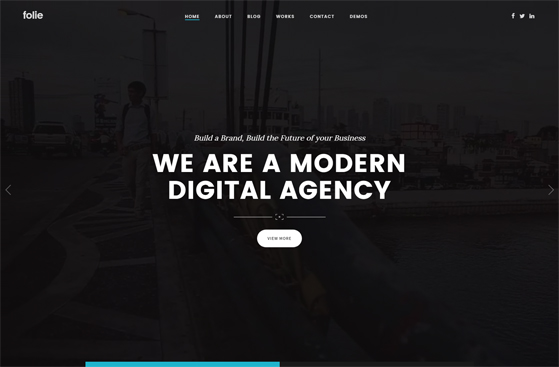 folie
HOME ABOUT BLOG WORKS CONTACT DEMOS
Build a Brand, Build the Future of your Business
WE ARE A MODERN
DIGITAL AGENCY
VIEW MORE